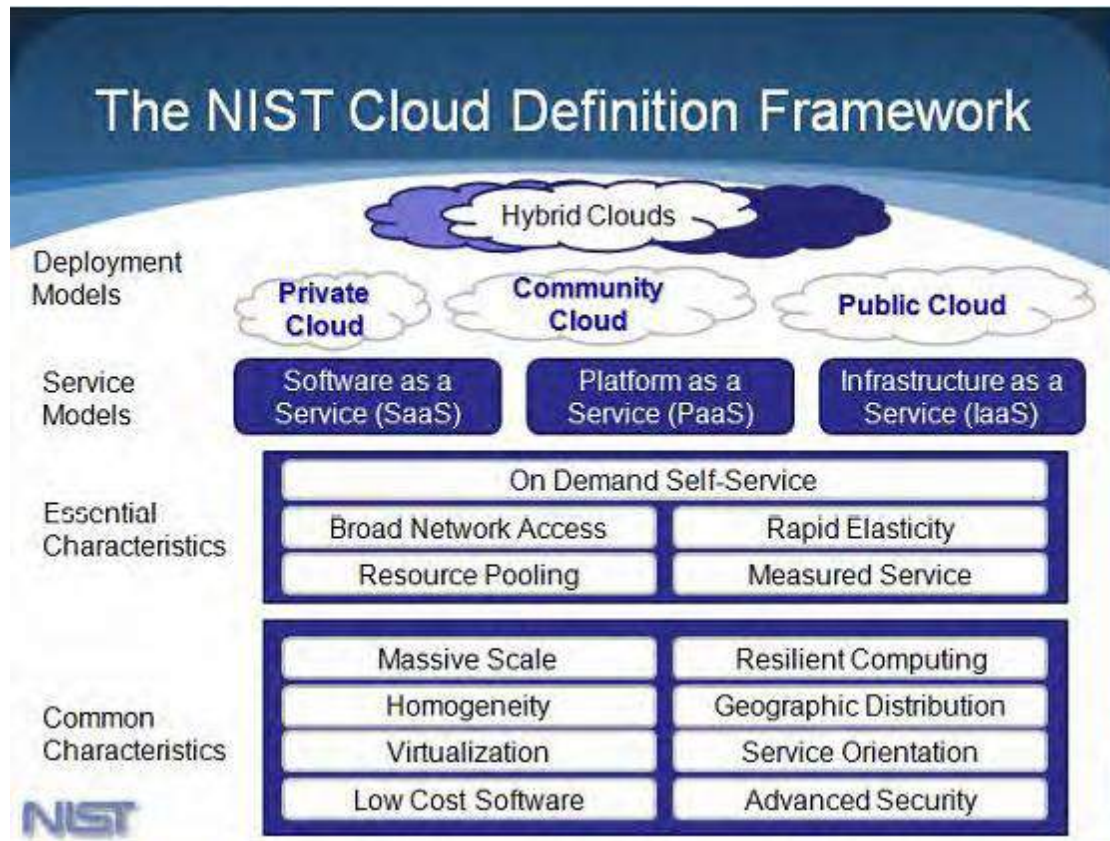 The NIST Cloud Definition Framework
Hybrid Clouds
Deployment
Models
Private
Cloud
Community
Cloud
Public Cloud
Service
Models
Software as a
Service (SaaS)
Platform as a
Service (PaaS)
Infrastructure as a
Service (IaaS)
Essential
Characteristics
On Demand Self-Service
Broad Network Access
Rapid Elasticity
Resource Pooling
Measured Service
Common
Characteristics
Massive Scale
Resilient Computing
Homogeneity
Geographic Distribution
Virtualization
Service Orientation
Low Cost Software
Advanced Security
NIST